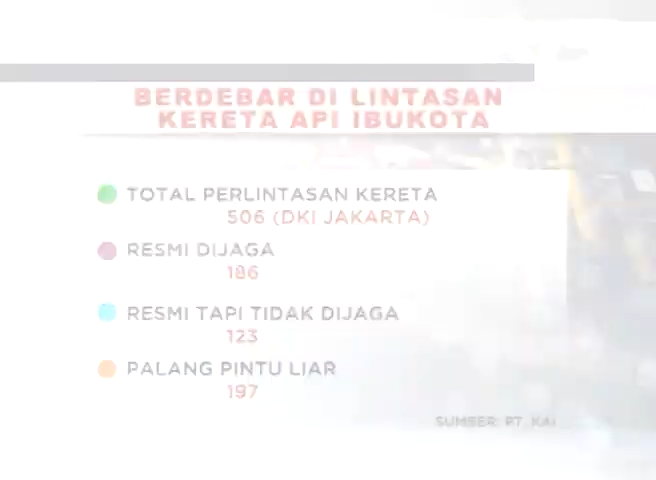 BERDEBAR DI LINTASAN
KERETA API IBUKOTA
TOTAL PERLINTASAN KERETA
506 (DKI JAKARTA)
RESMI DIJAGA
186
RESMI TAPI TIDAK DIJAGA
123
PALANG PINTU LIAR
197
SUMBER: PT. KAI